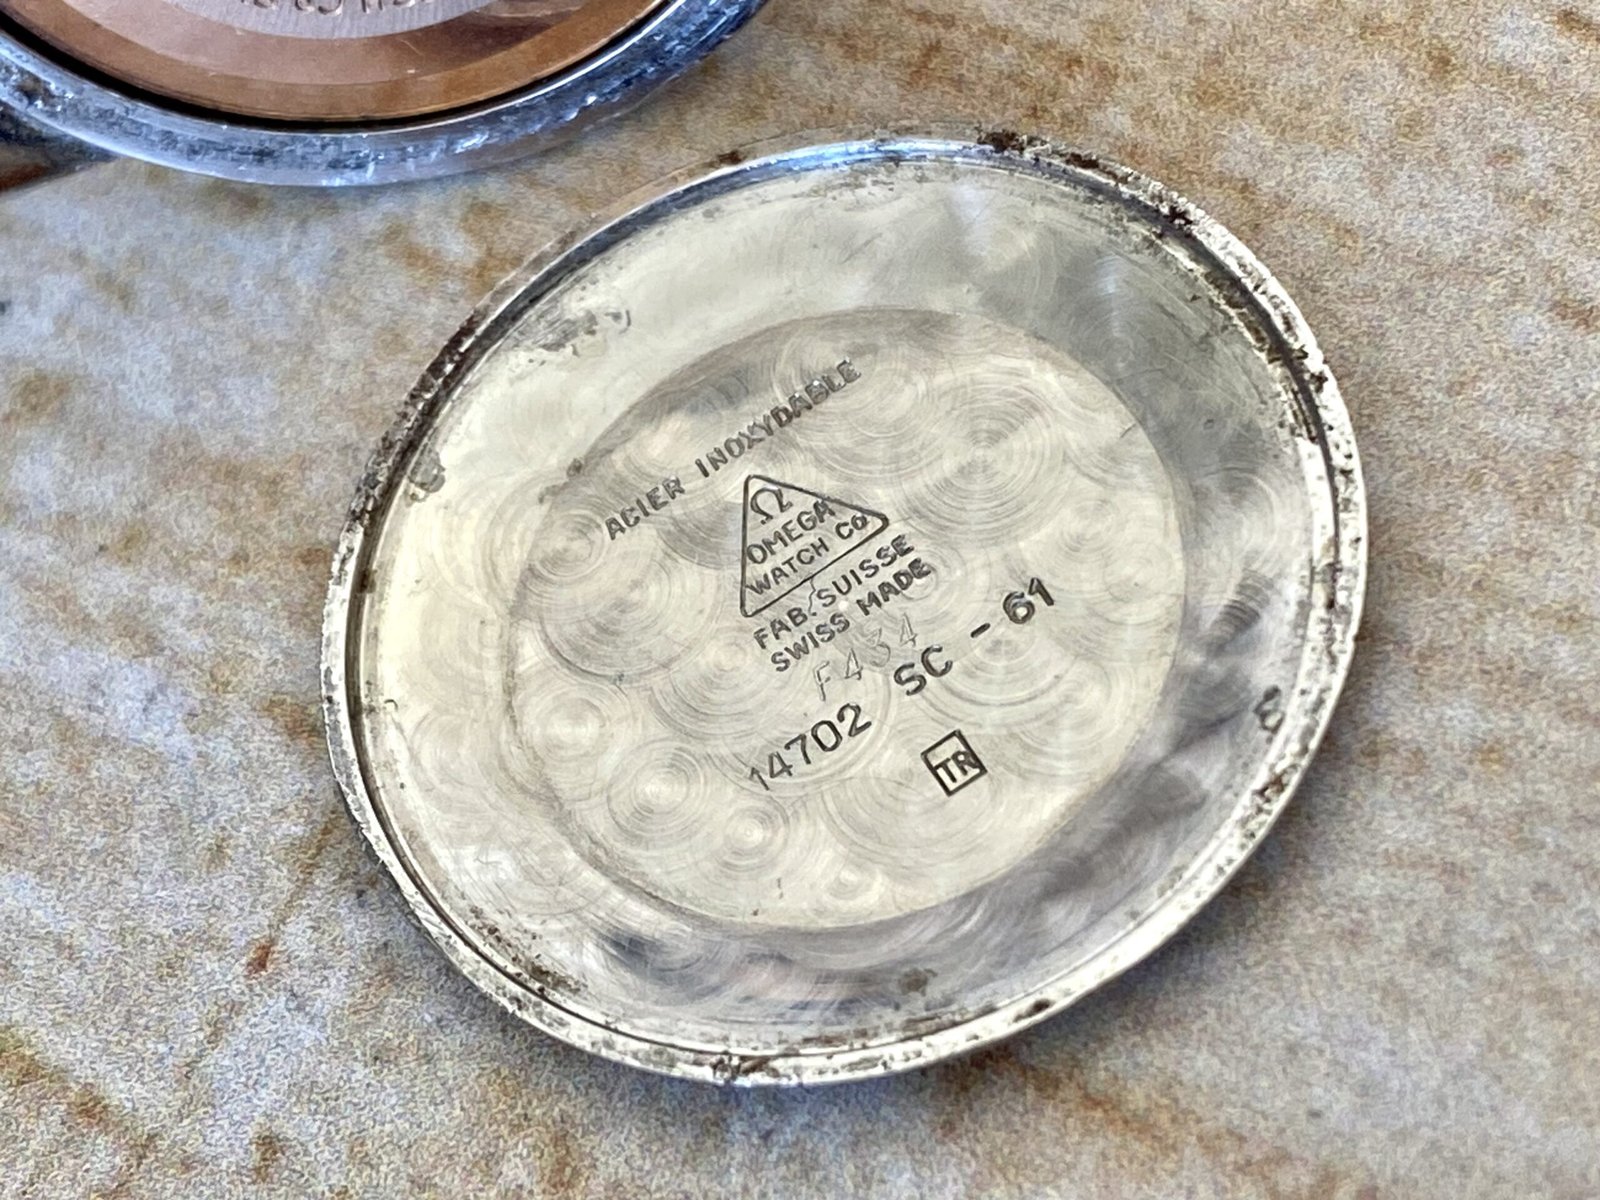 ACIER INOXYDABLE
Ω
OMEGA
WATCH Co
FAB. SUISSE
SWISS MADE
F434
14702 SC - 61
TR